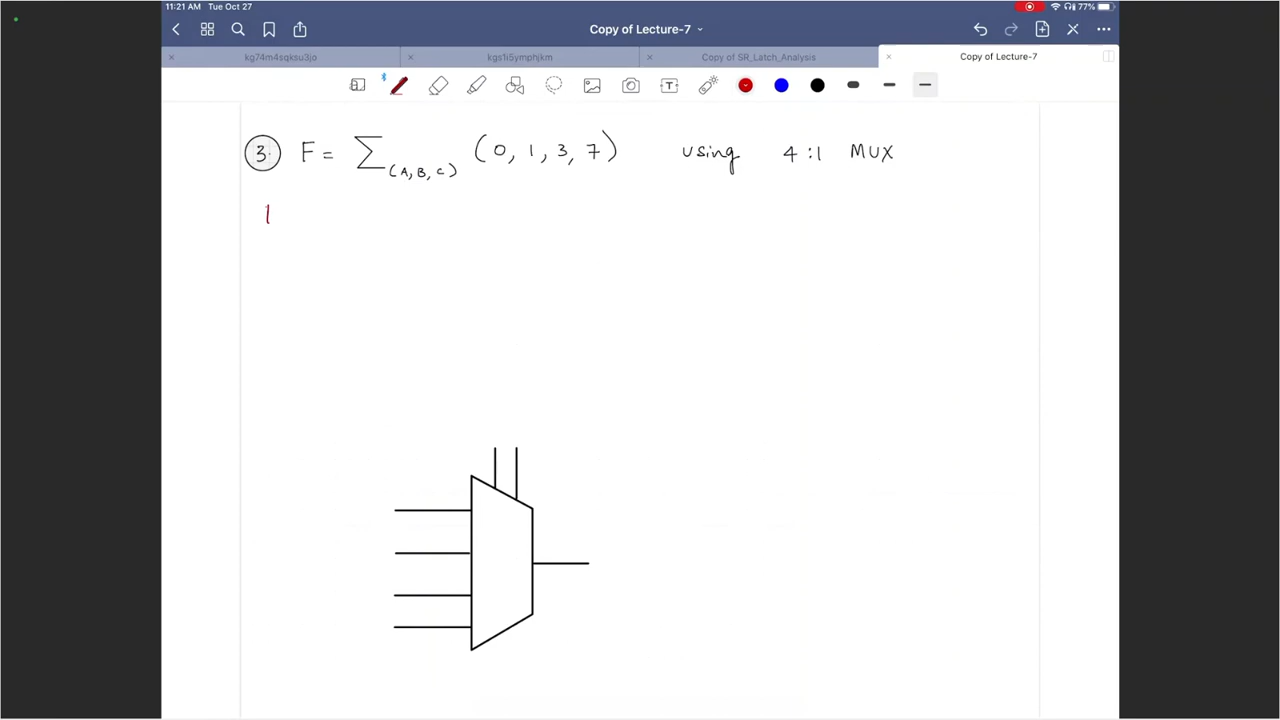 11:21 AM Tue Oct 27
77%
Copy of Lecture-7
kg74m4sqksu3jo
kgs1i5ymphjkm
Copy of SR_Latch_Analysis
Copy of Lecture-7
3. F = ∑(A, B, C) (0, 1, 3, 7) using 4:1 MUX